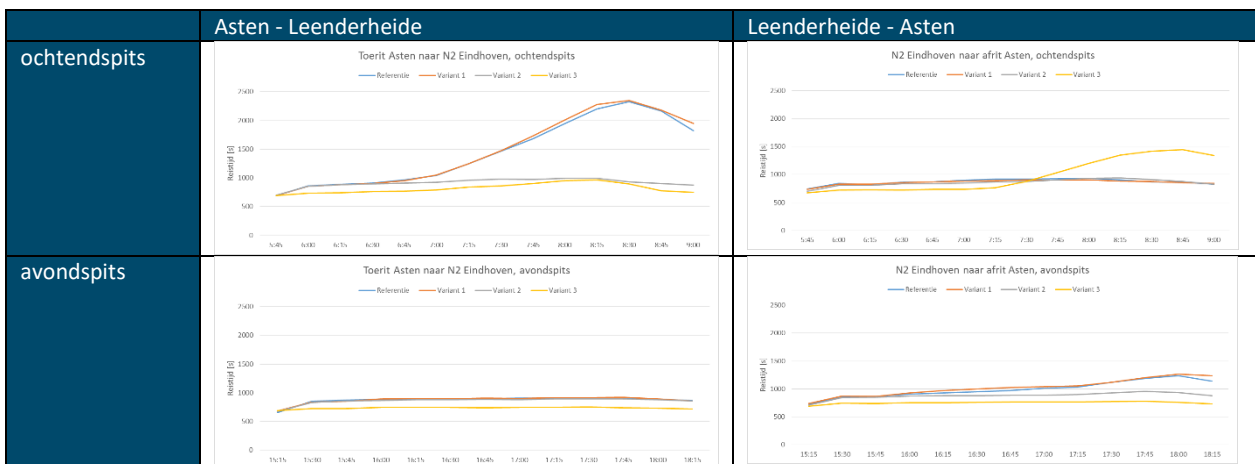 Asten - Leenderheide
Leenderheide - Asten
ochtendspits
Toerit Asten naar N2 Eindhoven, ochtendspits
Referentie Variant 1 Variant 2 Variant 3
2500
2000
1500
1000
500
0
Reistijd [s]
5:45 6:00 6:15 6:30 6:45 7:00 7:15 7:30 7:45 8:00 8:15 8:30 8:45 9:00
N2 Eindhoven naar afrit Asten, ochtendspits
Referentie Variant 1 Variant 2 Variant 3
2500
2000
1500
1000
500
0
Reistijd [s]
5:45 6:00 6:15 6:30 6:45 7:00 7:15 7:30 7:45 8:00 8:15 8:30 8:45 9:00
avondspits
Toerit Asten naar N2 Eindhoven, avondspits
Referentie Variant 1 Variant 2 Variant 3
2500
2000
1500
1000
500
0
Reistijd [s]
15:15 15:30 15:45 16:00 16:15 16:30 16:45 17:00 17:15 17:30 17:45 18:00 18:15
N2 Eindhoven naar afrit Asten, avondspits
Referentie Variant 1 Variant 2 Variant 3
2500
2000
1500
1000
500
0
Reistijd [s]
15:15 15:30 15:45 16:00 16:15 16:30 16:45 17:00 17:15 17:30 17:45 18:00 18:15